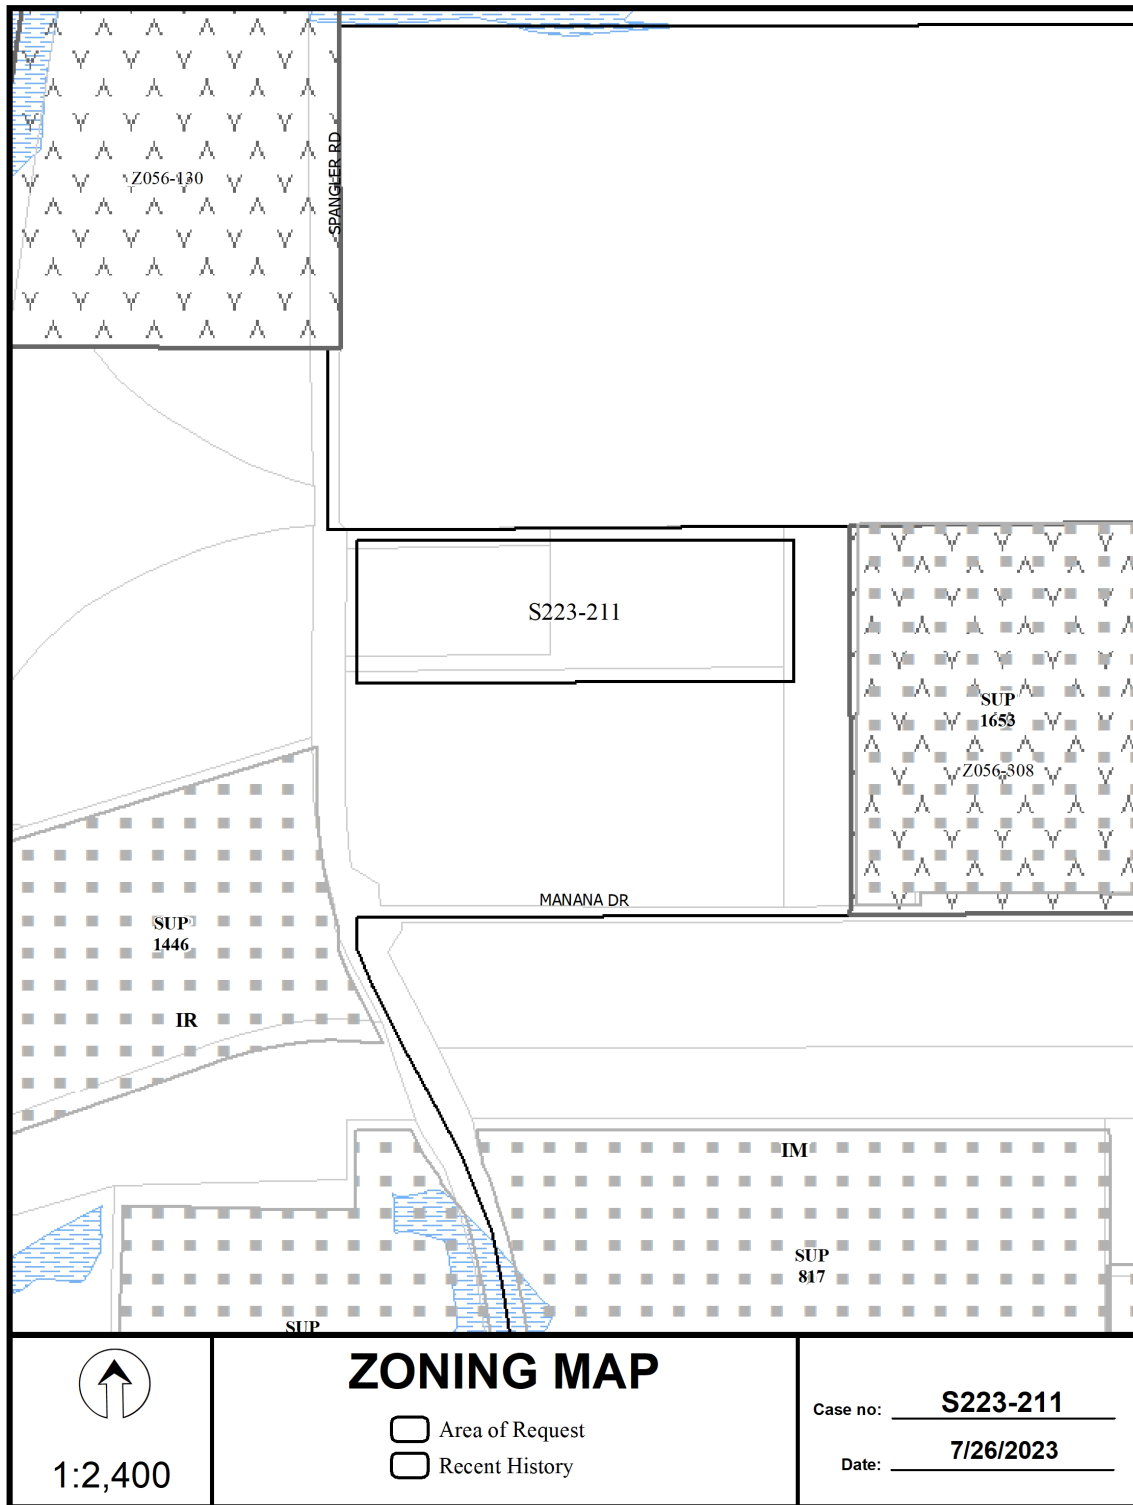 SPANGLER RD
Z056-130
S223-211
SUP
1653
Z056-308
MANANA DR
SUP
1446
IR
IM
SUP
817
SUP
1:2,400
ZONING MAP
Area of Request
Recent History
Case no: S223-211
Date: 7/26/2023